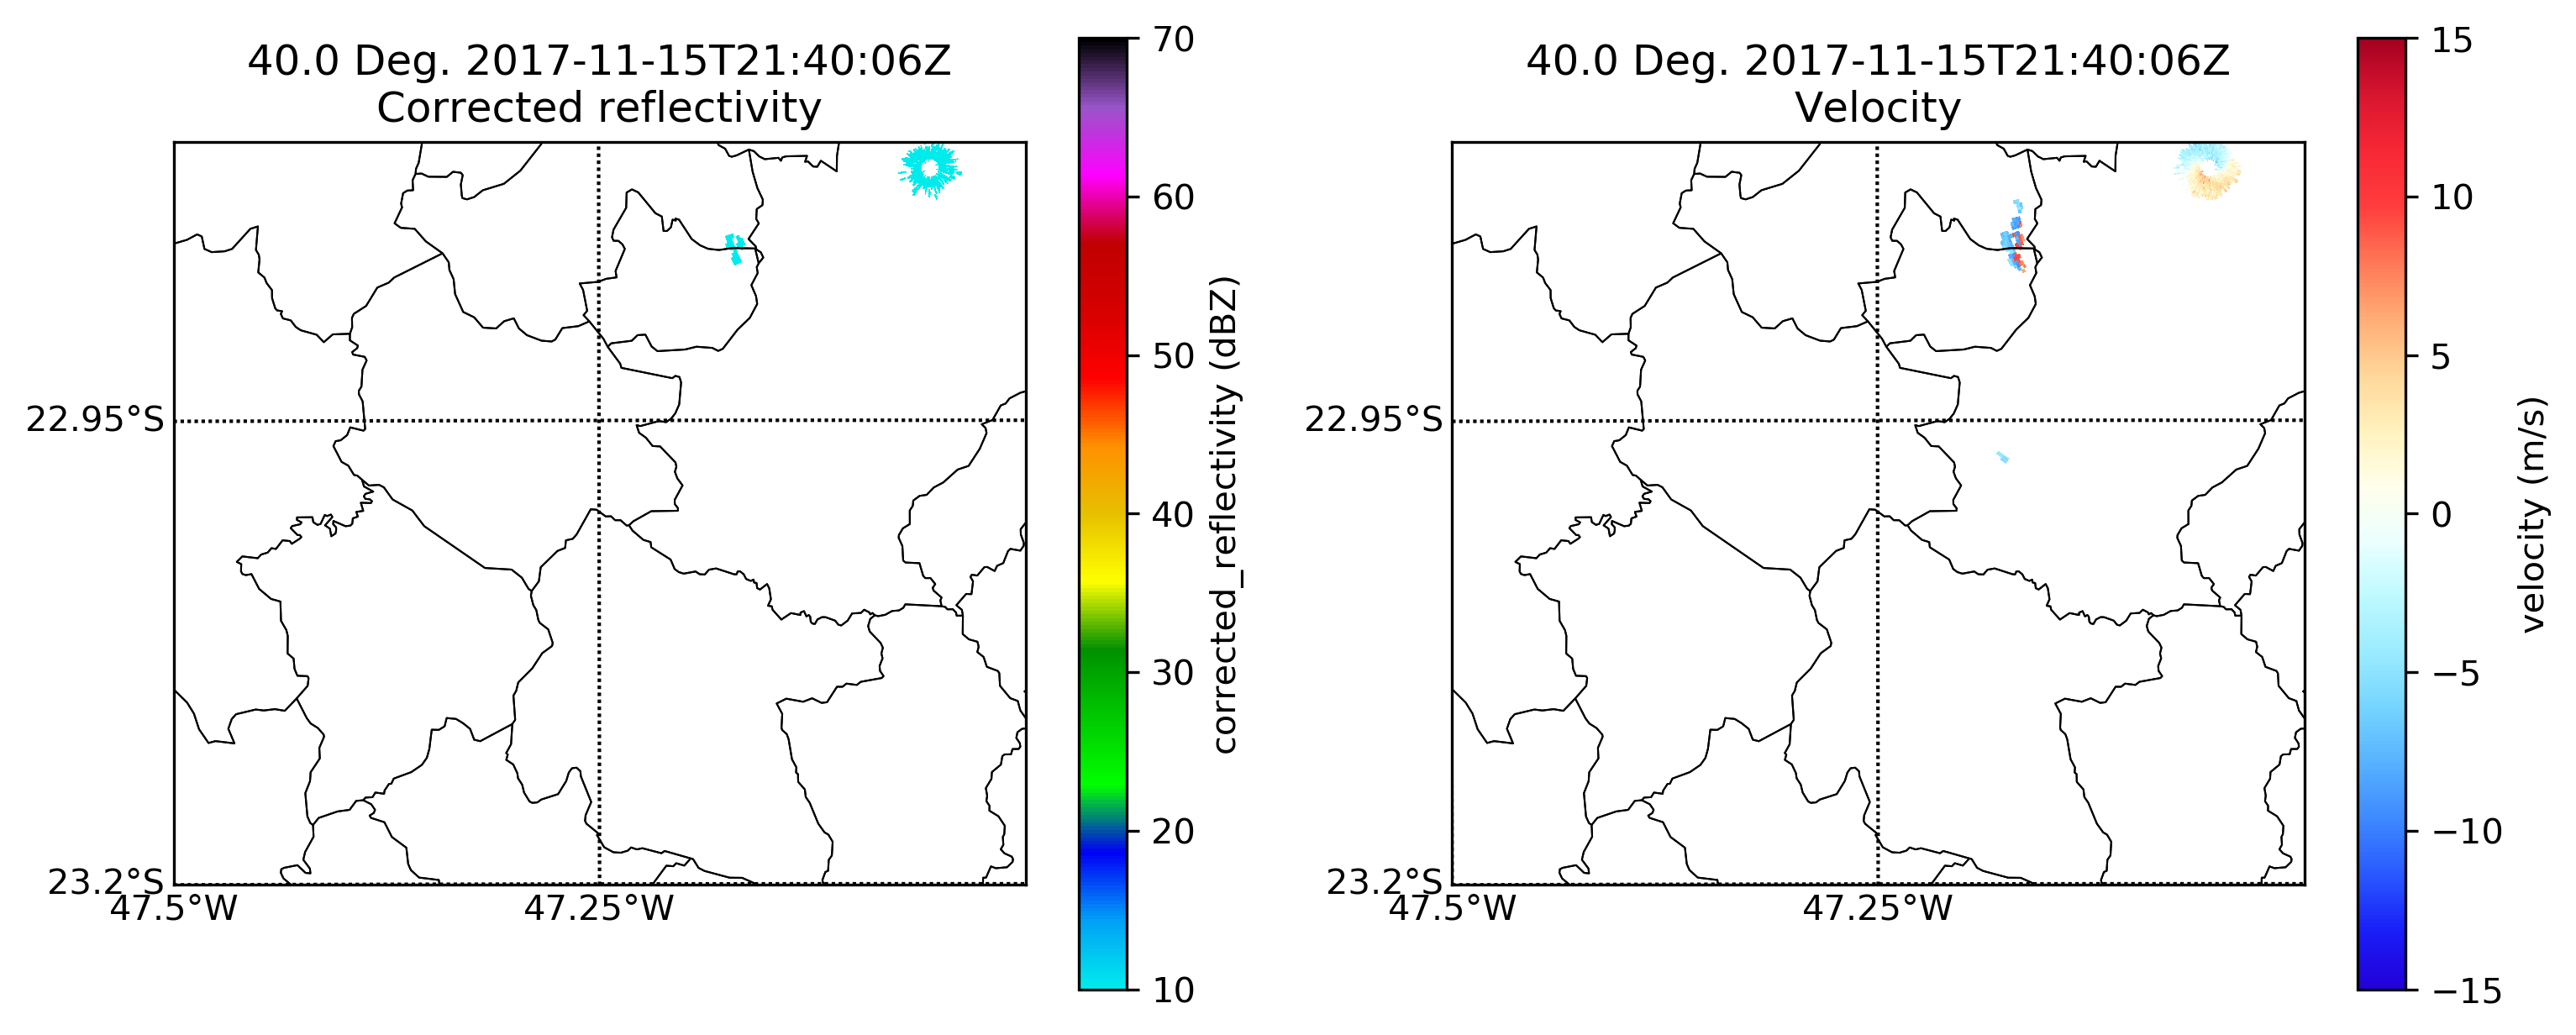 40.0 Deg. 2017-11-15T21:40:06Z
Corrected reflectivity
22.95°S
23.2°S
47.5°W
47.25°W
70
60
50
40
30
20
10
corrected_reflectivity (dBZ)
40.0 Deg. 2017-11-15T21:40:06Z
Velocity
22.95°S
23.2°S
47.5°W
47.25°W
15
10
5
0
−5
−10
−15
velocity (m/s)